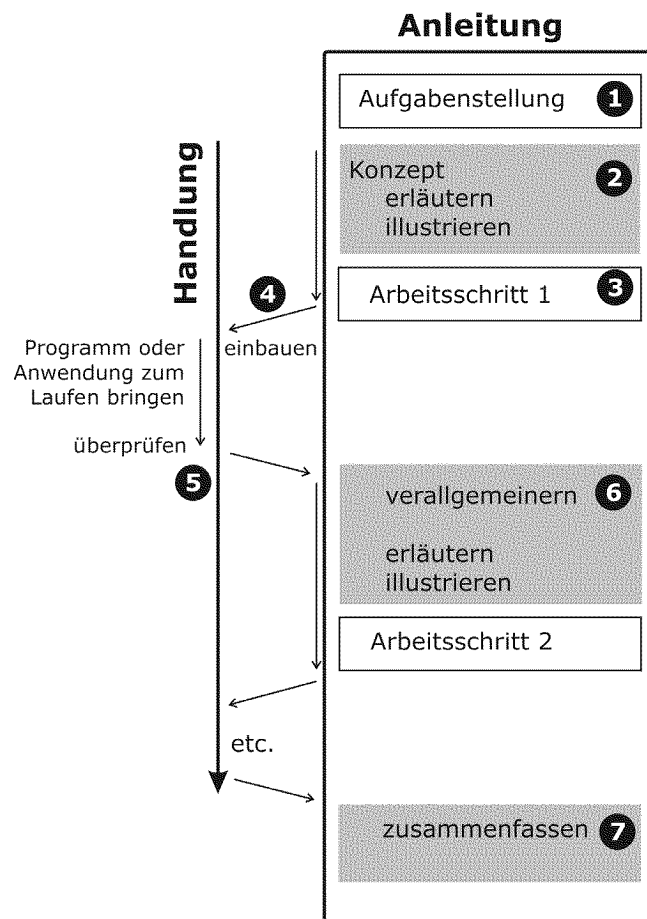 Anleitung
Aufgabenstellung 1
Handlung
Konzept 2
erläutern
illustrieren
Arbeitsschritt 1 3
4
einbauen
Programm oder
Anwendung zum
Laufen bringen
überprüfen
5
verallgemeinern 6
erläutern
illustrieren
Arbeitsschritt 2
etc.
zusammenfassen 7